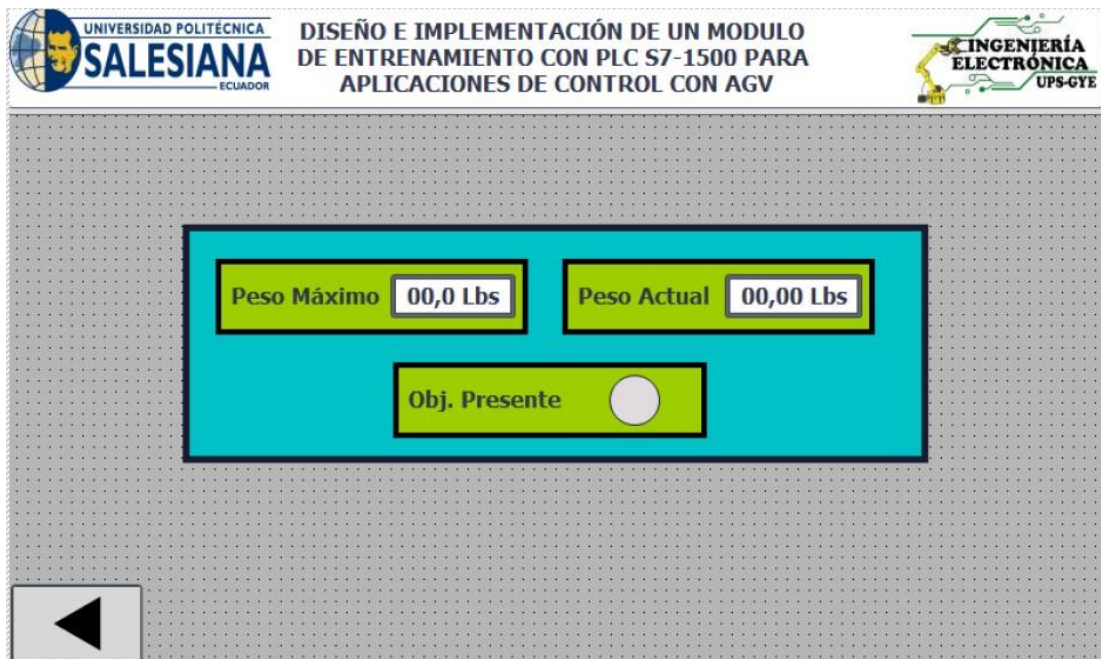 UNIVERSIDAD POLITÉCNICA
SALESIANA
ECUADOR
DISEÑO E IMPLEMENTACIÓN DE UN MODULO
DE ENTRENAMIENTO CON PLC S7-1500 PARA
APLICACIONES DE CONTROL CON AGV
INGENIERÍA
ELECTRÓNICA
UPS-GYE
Peso Máximo 00,0 Lbs
Peso Actual 00,00 Lbs
Obj. Presente